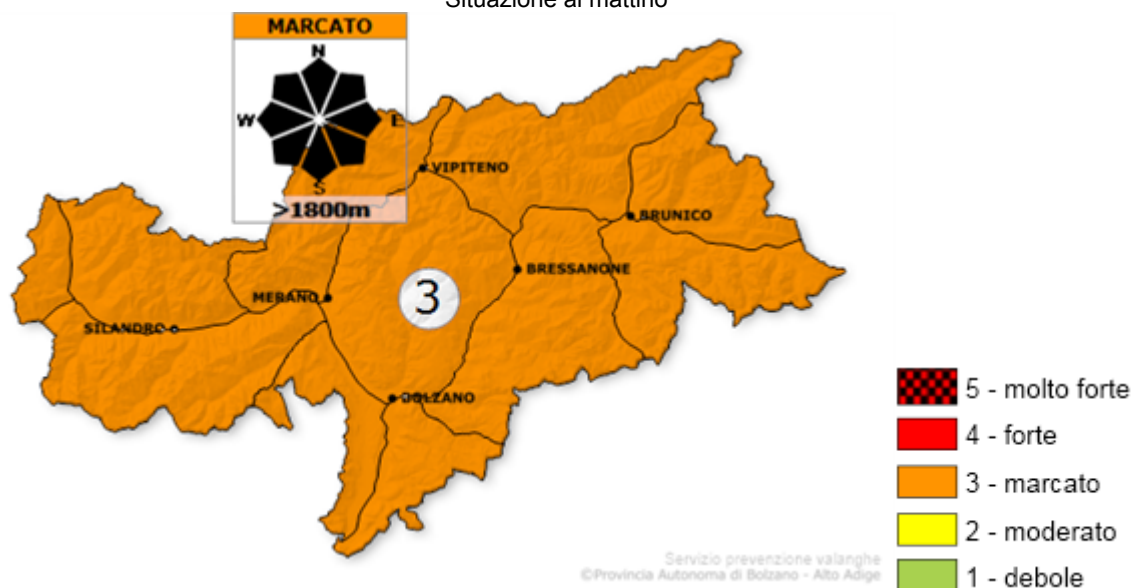 Situazione al mattino
MARCATO
N
W
E
S
>1800m
VIPITENO
BRUNICO
BRESSANONE
MERANO
3
SILANDRO
BOLZANO
5 - molto forte
4 - forte
3 - marcato
2 - moderato
1 - debole
Servizio prevenzione valanghe
©Provincia Autonoma di Bolzano - Alto Adige